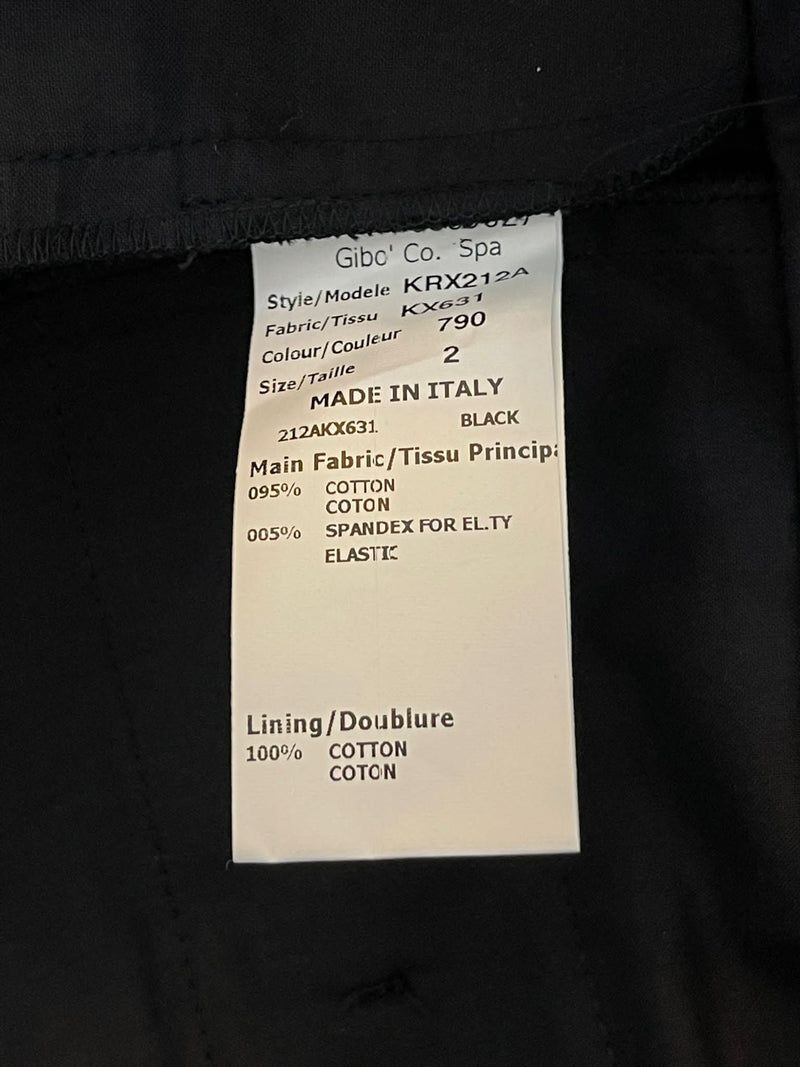 Gibo' Co. Spa
Style/Modele KRX212A
Fabric/Tissu KX631
Colour/Couleur 790
Size/Taille 2
MADE IN ITALY
212AKX631 BLACK
Main Fabric/Tissu Principa
095% COTTON
COTON
005% SPANDEX FOR EL.TY
ELASTIC
Lining/Doublure
100% COTTON
COTON